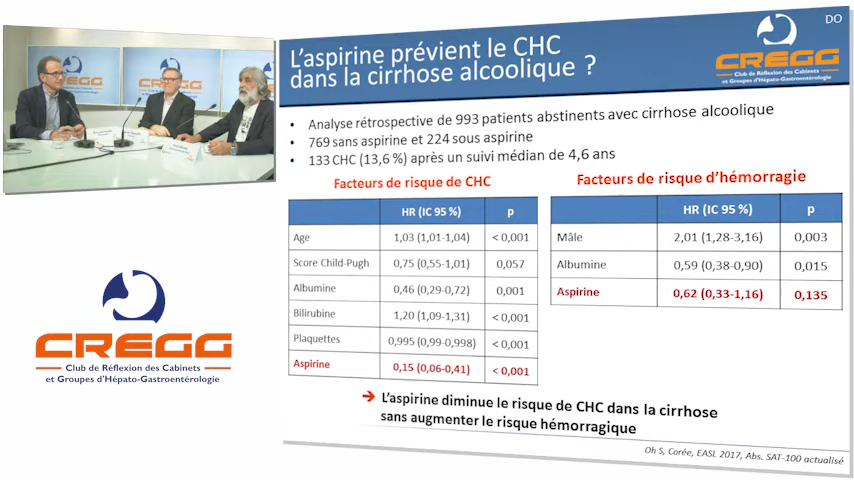 CREGG
DO
L'aspirine prévient le CHC
dans la cirrhose alcoolique ?
CREGG
Club de Réflexion des Cabinets
et Groupes d'Hépato-Gastroentérologie
• Analyse rétrospective de 993 patients abstinents avec cirrhose alcoolique
• 769 sans aspirine et 224 sous aspirine
• 133 CHC (13,6 %) après un suivi médian de 4,6 ans
Facteurs de risque de CHC
HR (IC 95 %) p
Age 1,03 (1,01-1,04) < 0,001
Score Child-Pugh 0,75 (0,55-1,01) 0,057
Albumine 0,46 (0,29-0,72) 0,001
Bilirubine 1,20 (1,09-1,31) < 0,001
Plaquettes 0,995 (0,99-0,998) < 0,001
Aspirine 0,15 (0,06-0,41) < 0,001
Facteurs de risque d'hémorragie
HR (IC 95 %) p
Mâle 2,01 (1,28-3,16) 0,003
Albumine 0,59 (0,38-0,90) 0,015
Aspirine 0,62 (0,33-1,16) 0,135
➔ L'aspirine diminue le risque de CHC dans la cirrhose
sans augmenter le risque hémorragique
Oh S, Corée, EASL 2017, Abs. SAT-100 actualisé
CREGG
Club de Réflexion des Cabinets
et Groupes d'Hépato-Gastroentérologie